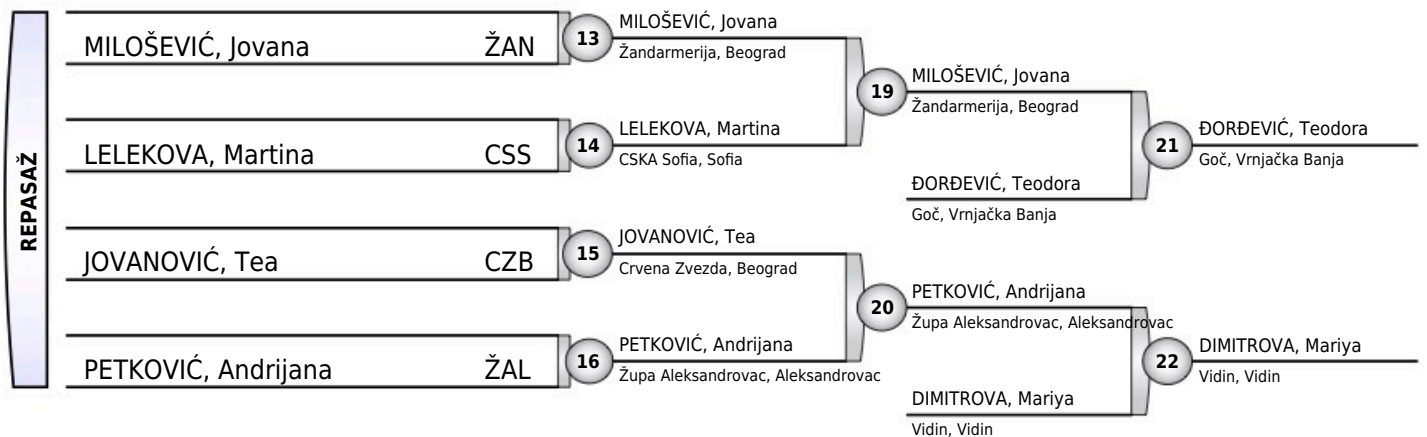 REPASAŽ
MILOŠEVIĆ, Jovana ŽAN
LELEKOVA, Martina CSS
JOVANOVIĆ, Tea CZB
PETKOVIĆ, Andrijana ŽAL
13
MILOŠEVIĆ, Jovana
Žandarmerija, Beograd
14
LELEKOVA, Martina
CSKA Sofia, Sofia
15
JOVANOVIĆ, Tea
Crvena Zvezda, Beograd
16
PETKOVIĆ, Andrijana
Župa Aleksandrovac, Aleksandrovac
19
MILOŠEVIĆ, Jovana
Žandarmerija, Beograd
ĐORĐEVIĆ, Teodora
Goč, Vrnjačka Banja
20
PETKOVIĆ, Andrijana
Župa Aleksandrovac, Aleksandrovac
DIMITROVA, Mariya
Vidin, Vidin
21
ĐORĐEVIĆ, Teodora
Goč, Vrnjačka Banja
22
DIMITROVA, Mariya
Vidin, Vidin